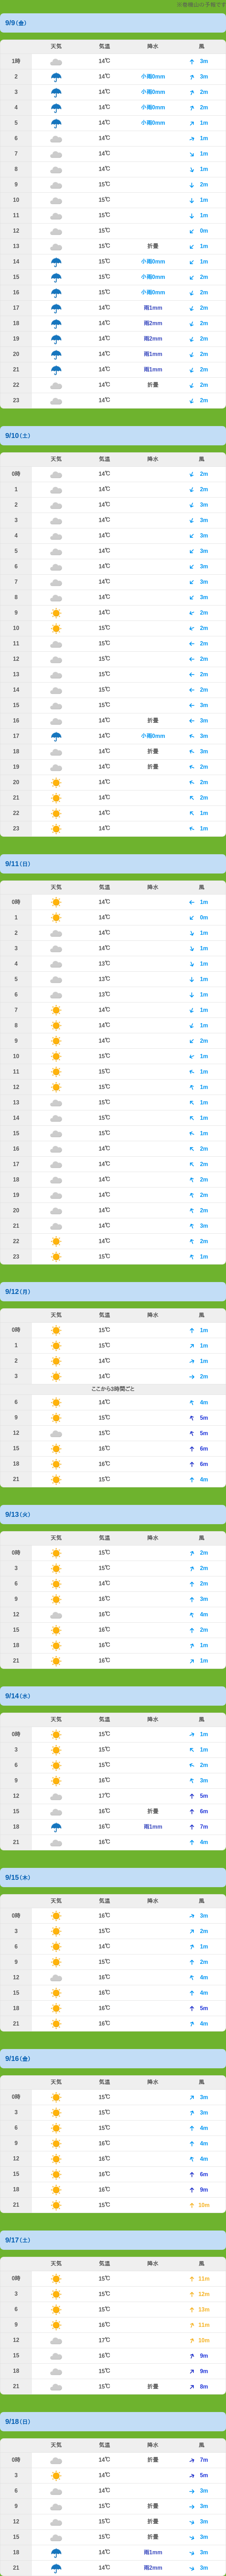 ※普機山の予報です
9/9（金）
天気 気温 降水 風
1時 14℃ 3m
2 14℃ 小雨0mm 3m
3 14℃ 小雨0mm 2m
4 14℃ 小雨0mm 2m
5 14℃ 小雨0mm 1m
6 14℃ 1m
7 14℃ 1m
8 14℃ 1m
9 15℃ 2m
10 15℃ 1m
11 15℃ 1m
12 15℃ 0m
13 15℃ 折曇 1m
14 15℃ 小雨0mm 1m
15 15℃ 小雨0mm 2m
16 15℃ 小雨0mm 2m
17 14℃ 雨1mm 2m
18 14℃ 雨2mm 2m
19 14℃ 雨2mm 2m
20 14℃ 雨1mm 2m
21 14℃ 雨1mm 2m
22 14℃ 折曇 2m
23 14℃ 2m
9/10（土）
天気 気温 降水 風
0時 14℃ 2m
1 14℃ 2m
2 14℃ 3m
3 14℃ 3m
4 14℃ 3m
5 14℃ 3m
6 14℃ 3m
7 14℃ 3m
8 14℃ 3m
9 14℃ 2m
10 15℃ 2m
11 15℃ 2m
12 15℃ 2m
13 15℃ 2m
14 15℃ 2m
15 15℃ 3m
16 14℃ 折曇 3m
17 14℃ 小雨0mm 3m
18 14℃ 折曇 3m
19 14℃ 折曇 2m
20 14℃ 2m
21 14℃ 2m
22 14℃ 1m
23 14℃ 1m
9/11（日）
天気 気温 降水 風
0時 14℃ 1m
1 14℃ 0m
2 14℃ 1m
3 14℃ 1m
4 13℃ 1m
5 13℃ 1m
6 13℃ 1m
7 14℃ 1m
8 14℃ 1m
9 14℃ 2m
10 15℃ 1m
11 15℃ 1m
12 15℃ 1m
13 15℃ 1m
14 15℃ 1m
15 15℃ 1m
16 14℃ 2m
17 14℃ 2m
18 14℃ 2m
19 14℃ 2m
20 14℃ 2m
21 14℃ 3m
22 14℃ 2m
23 15℃ 1m
9/12（月）
天気 気温 降水 風
0時 15℃ 1m
1 15℃ 1m
2 14℃ 1m
3 14℃ 2m
ここから3時間ごと
6 14℃ 4m
9 15℃ 5m
12 15℃ 5m
15 16℃ 6m
18 16℃ 6m
21 15℃ 4m
9/13（火）
天気 気温 降水 風
0時 15℃ 2m
3 15℃ 2m
6 14℃ 2m
9 16℃ 3m
12 16℃ 4m
15 16℃ 2m
18 16℃ 1m
21 16℃ 1m
9/14（水）
天気 気温 降水 風
0時 15℃ 1m
3 15℃ 1m
6 15℃ 2m
9 16℃ 3m
12 17℃ 5m
15 16℃ 折曇 6m
18 16℃ 雨1mm 7m
21 16℃ 4m
9/15（木）
天気 気温 降水 風
0時 16℃ 3m
3 15℃ 2m
6 14℃ 1m
9 15℃ 2m
12 16℃ 4m
15 16℃ 4m
18 16℃ 5m
21 16℃ 4m
9/16（金）
天気 気温 降水 風
0時 15℃ 3m
3 15℃ 3m
6 15℃ 4m
9 16℃ 4m
12 16℃ 4m
15 16℃ 6m
18 16℃ 9m
21 15℃ 10m
9/17（土）
天気 気温 降水 風
0時 15℃ 11m
3 15℃ 12m
6 15℃ 13m
9 16℃ 11m
12 17℃ 10m
15 16℃ 9m
18 15℃ 9m
21 15℃ 折曇 8m
9/18（日）
天気 気温 降水 風
0時 14℃ 折曇 7m
3 14℃ 5m
6 14℃ 3m
9 15℃ 折曇 3m
12 15℃ 折曇 3m
15 15℃ 折曇 3m
18 14℃ 雨1mm 3m
21 14℃ 雨2mm 3m